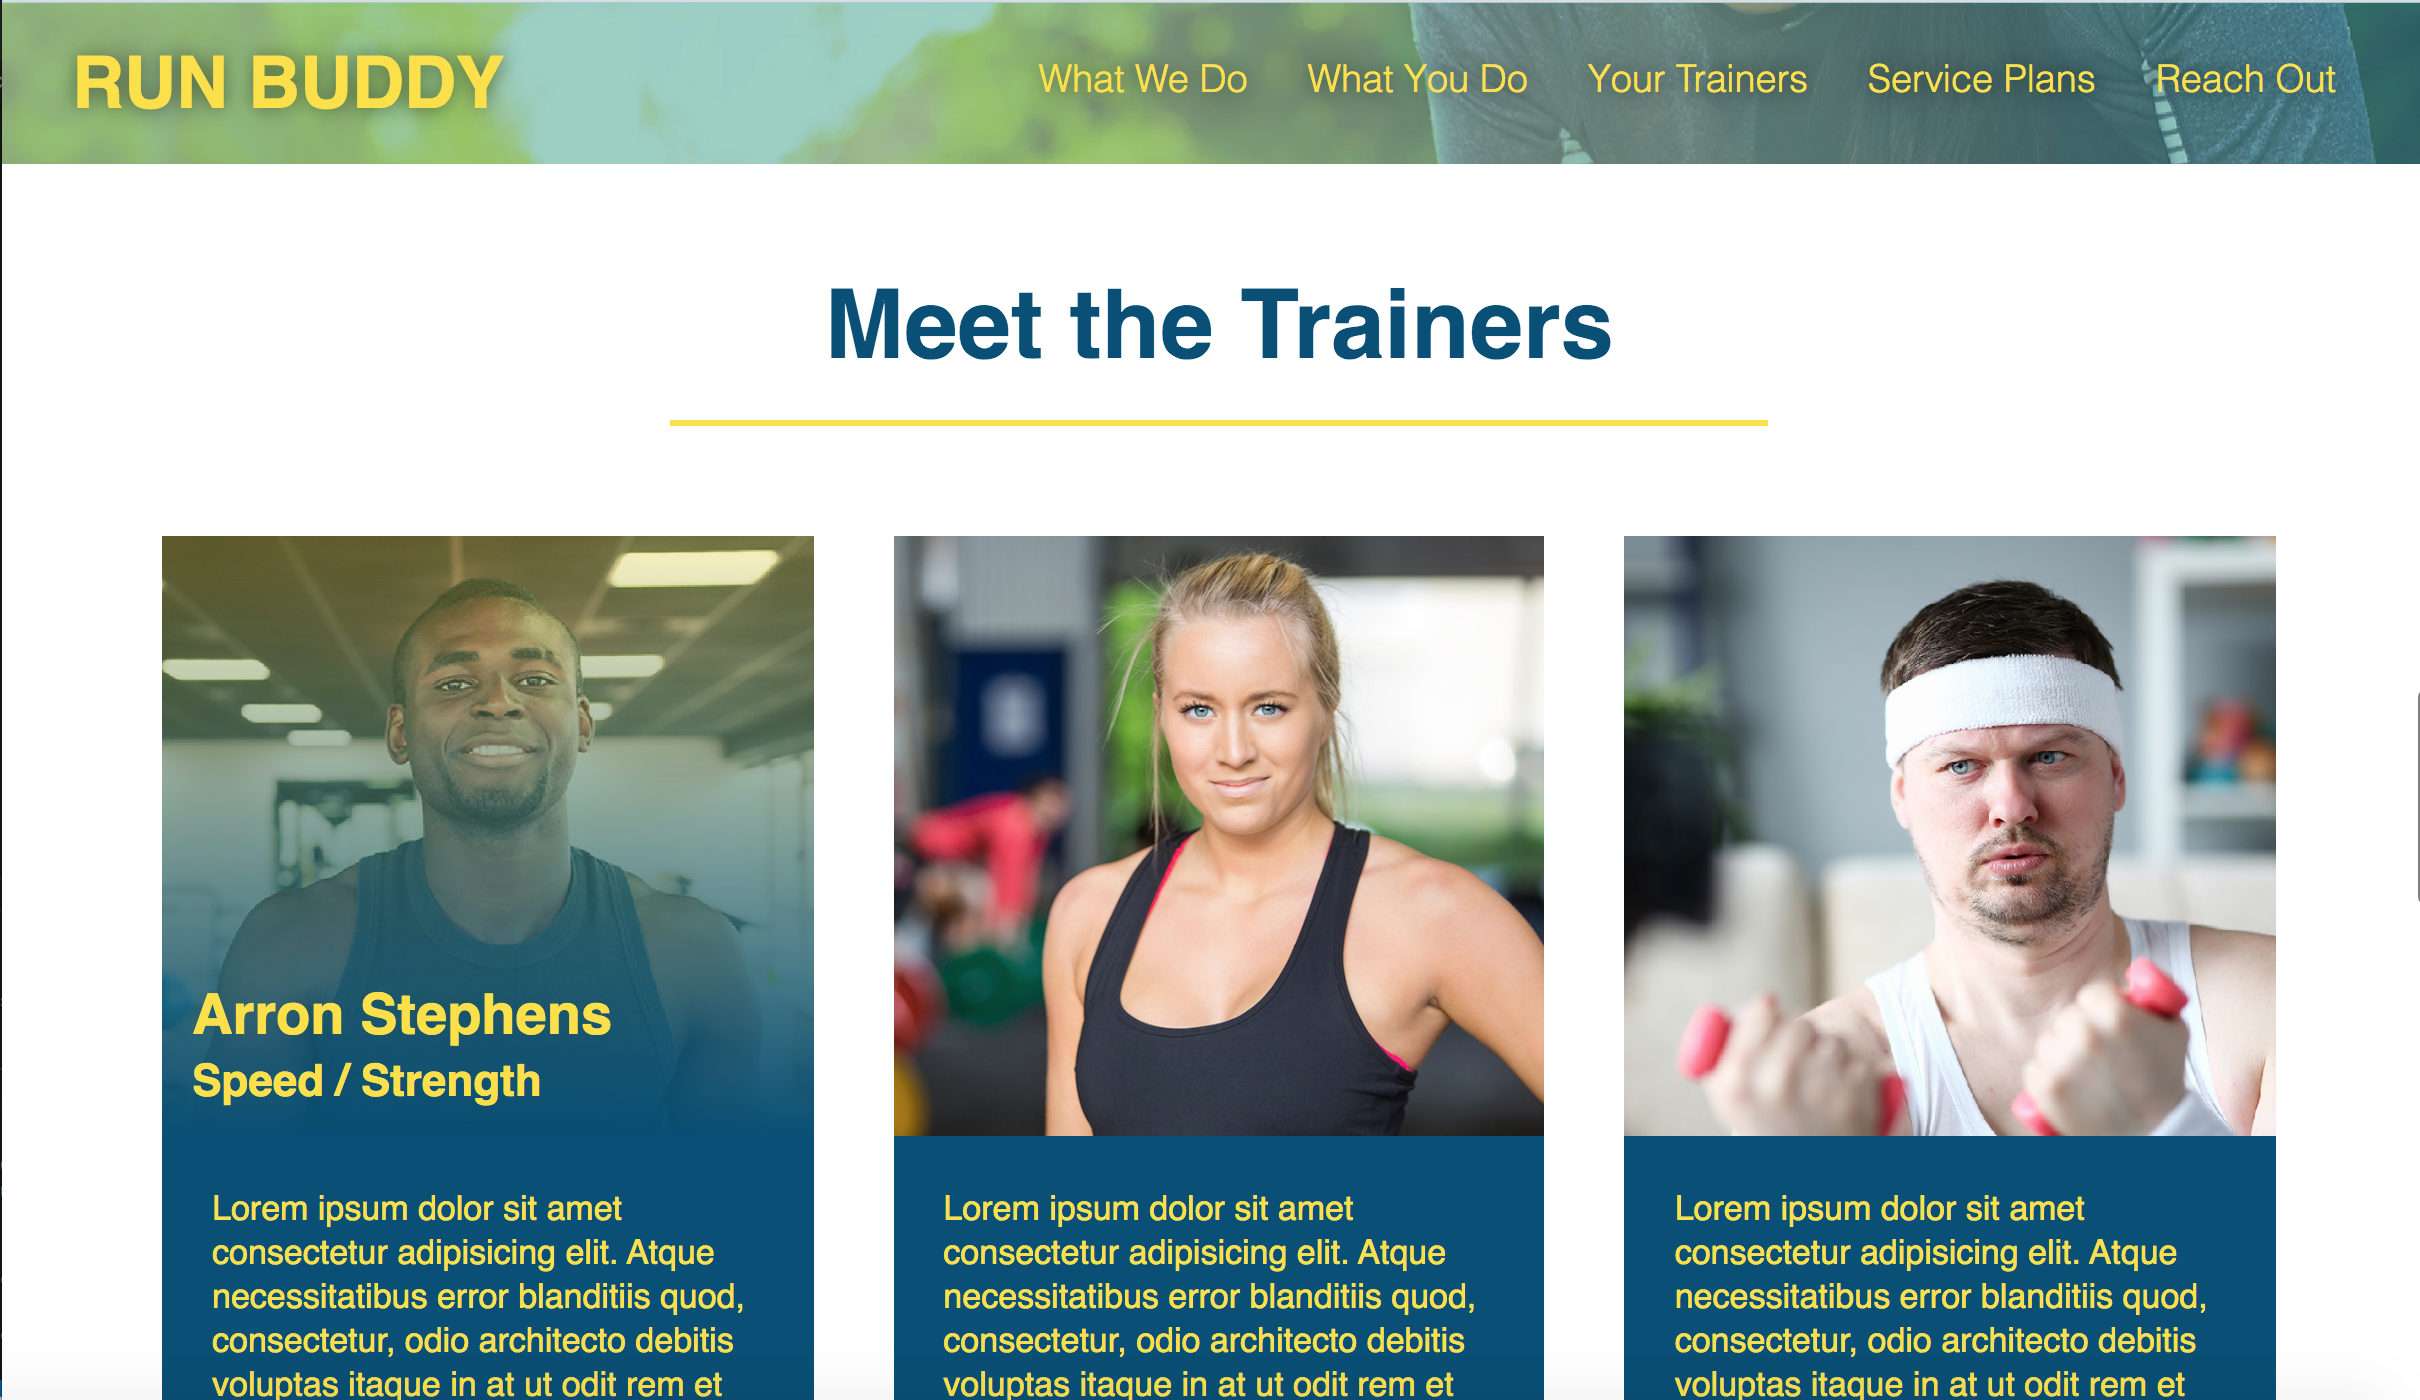 RUN BUDDY
What We Do
What You Do
Your Trainers
Service Plans
Reach Out
Meet the Trainers
Arron Stephens
Speed / Strength
Lorem ipsum dolor sit amet
consectetur adipisicing elit. Atque
necessitatibus error blanditiis quod,
consectetur, odio architecto debitis
voluptas itaque in at ut odit rem et
Lorem ipsum dolor sit amet
consectetur adipisicing elit. Atque
necessitatibus error blanditiis quod,
consectetur, odio architecto debitis
voluptas itaque in at ut odit rem et
Lorem ipsum dolor sit amet
consectetur adipisicing elit. Atque
necessitatibus error blanditiis quod,
consectetur, odio architecto debitis
voluptas itaque in at ut odit rem et